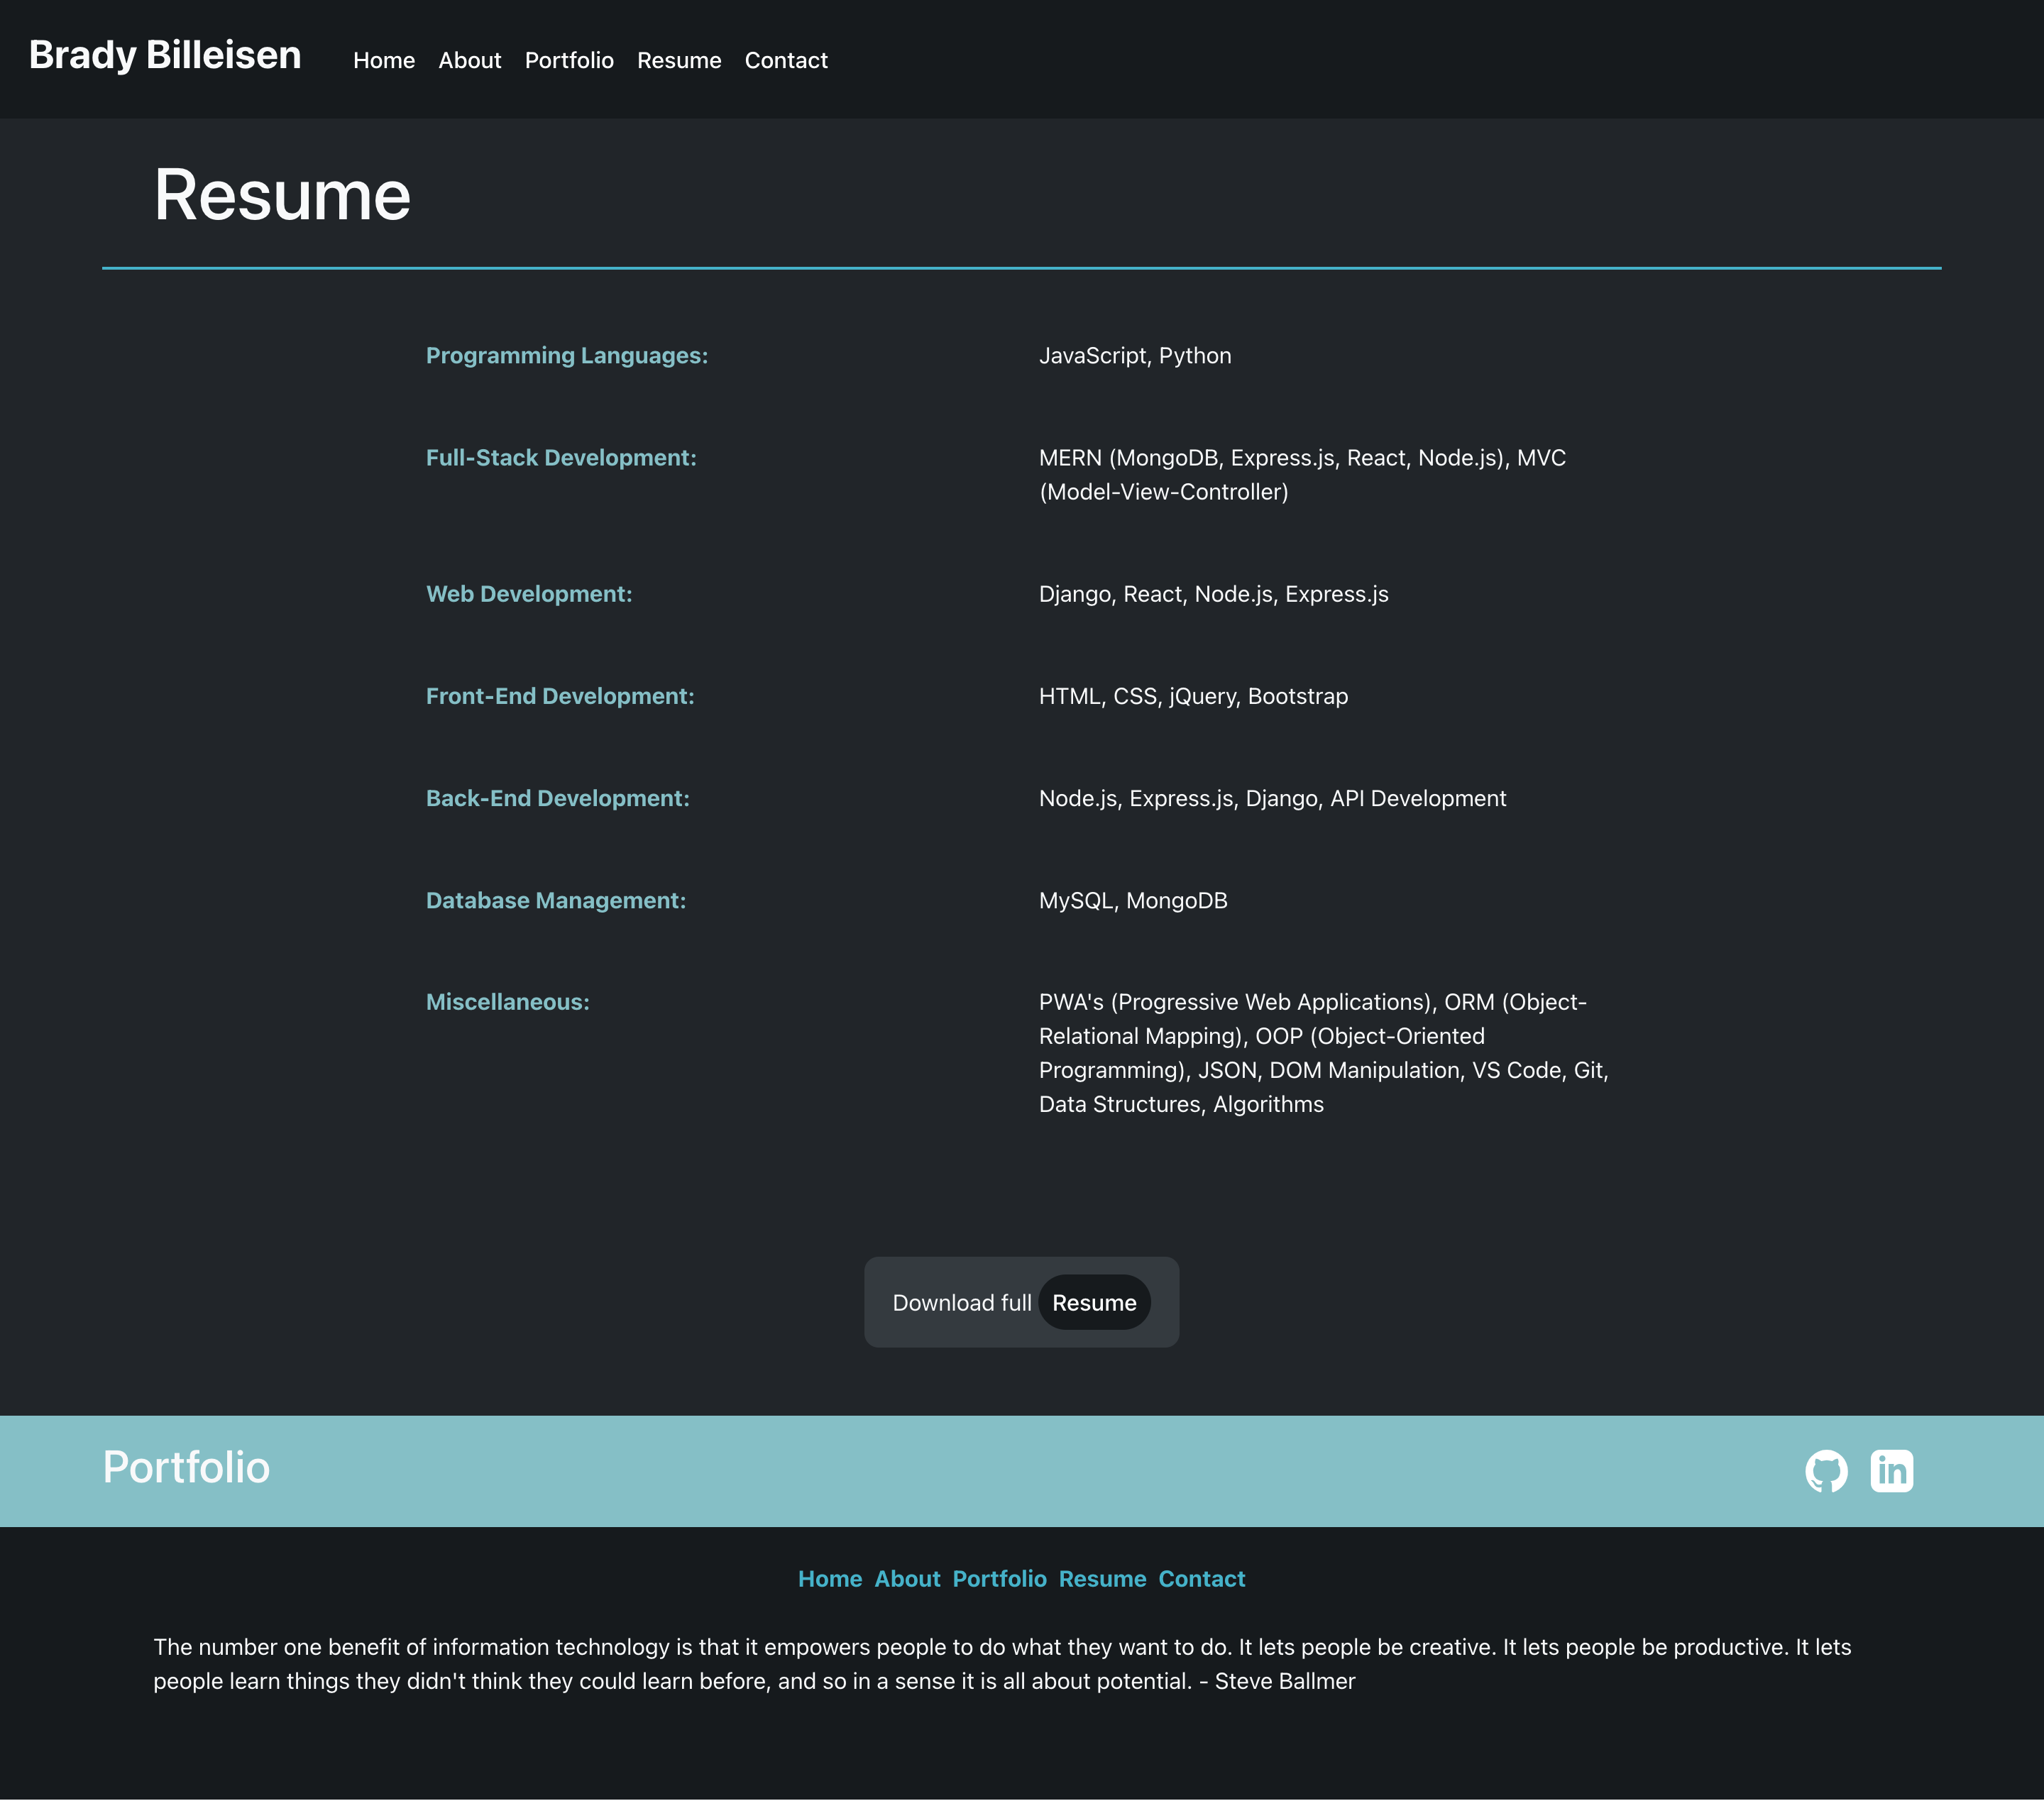 Brady Billeisen Home About Portfolio Resume Contact
Resume
Programming Languages: JavaScript, Python
Full-Stack Development: MERN (MongoDB, Express.js, React, Node.js), MVC
(Model-View-Controller)
Web Development: Django, React, Node.js, Express.js
Front-End Development: HTML, CSS, jQuery, Bootstrap
Back-End Development: Node.js, Express.js, Django, API Development
Database Management: MySQL, MongoDB
Miscellaneous: PWA's (Progressive Web Applications), ORM (Object-
Relational Mapping), OOP (Object-Oriented
Programming), JSON, DOM Manipulation, VS Code, Git,
Data Structures, Algorithms
Download full Resume
Portfolio in
Home About Portfolio Resume Contact
The number one benefit of information technology is that it empowers people to do what they want to do. It lets people be creative. It lets people be productive. It lets
people learn things they didn't think they could learn before, and so in a sense it is all about potential. - Steve Ballmer